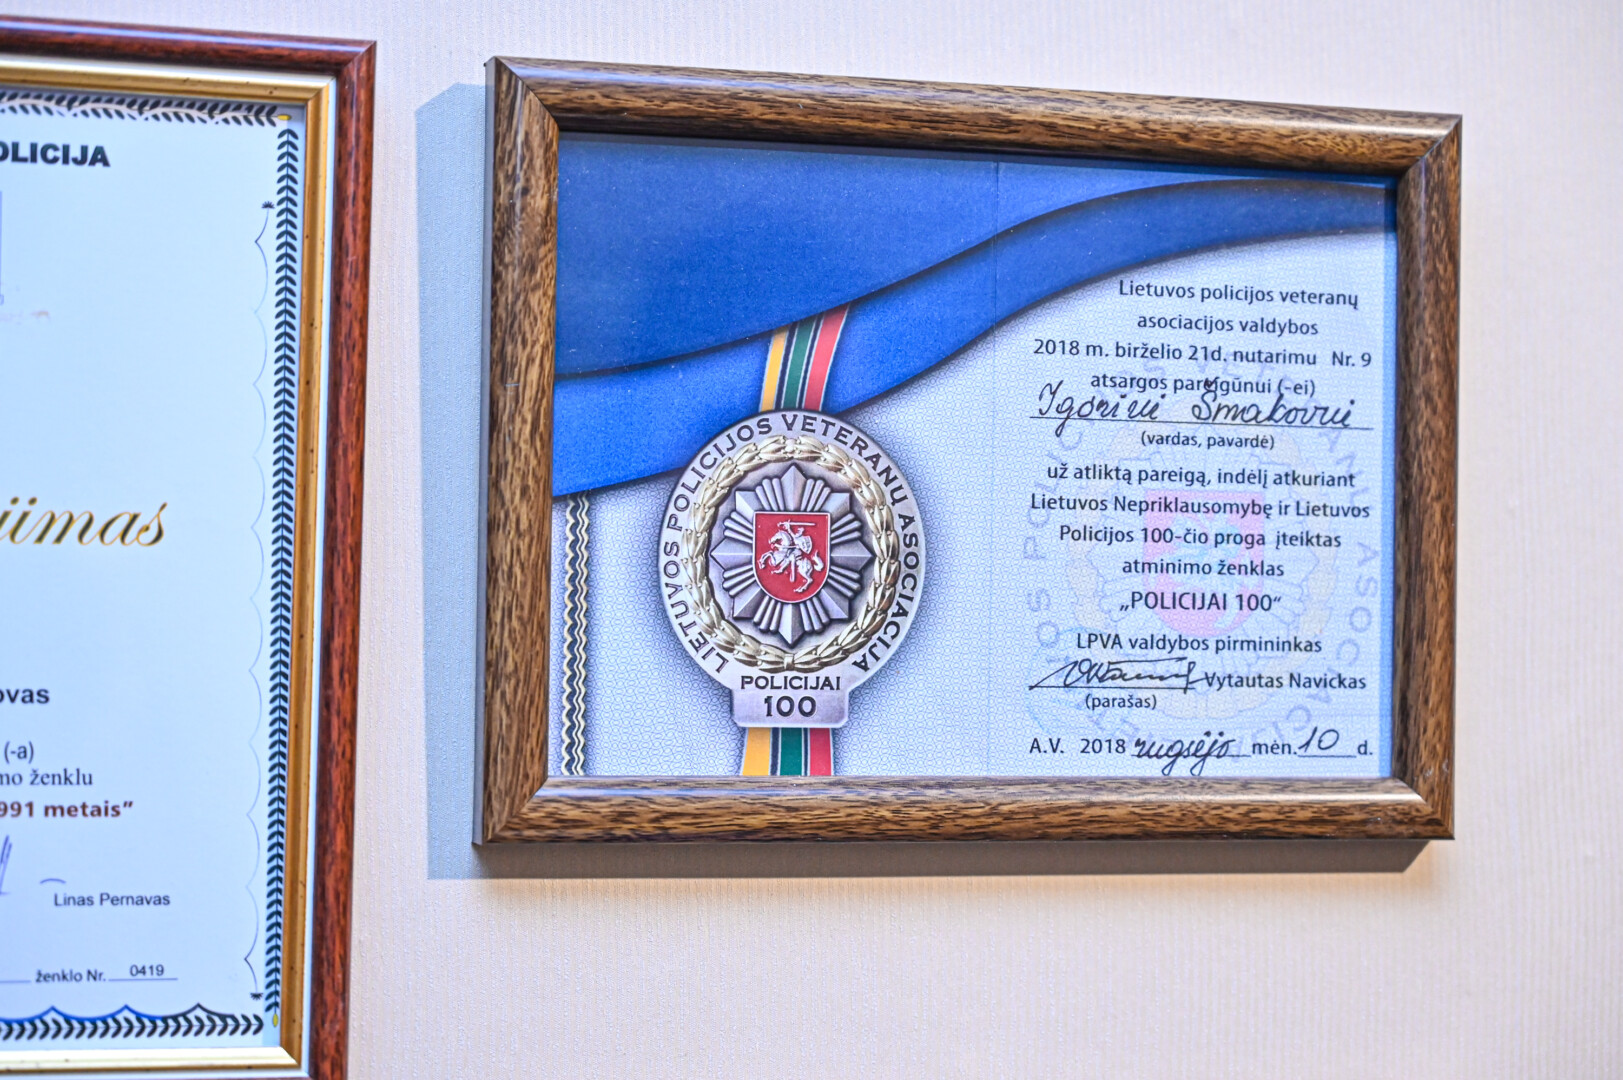 POLICIJA
ovas
(-a)
ženklu
991 metais”
Linas Pernavas
ženklo Nr. 0419
LIETUVOS POLICIJOS VETERANŲ ASOCIACIJA
POLICIJAI
100
Lietuvos policijos veteranų
asociacijos valdybos
2018 m. birželio 21d. nutarimu Nr. 9
atsargos pareigūnui (-ei)
Igoriui Šmakovui
(vardas, pavardė)
už atliktą pareigą, indėlį atkuriant
Lietuvos Nepriklausomybę ir Lietuvos
Policijos 100-čio proga įteiktas
atminimo ženklas
„POLICIJAI 100“
LPVA valdybos pirmininkas
Vytautas Navickas
(parašas)
A.V. 2018 rugsėjo mėn. 10 d.